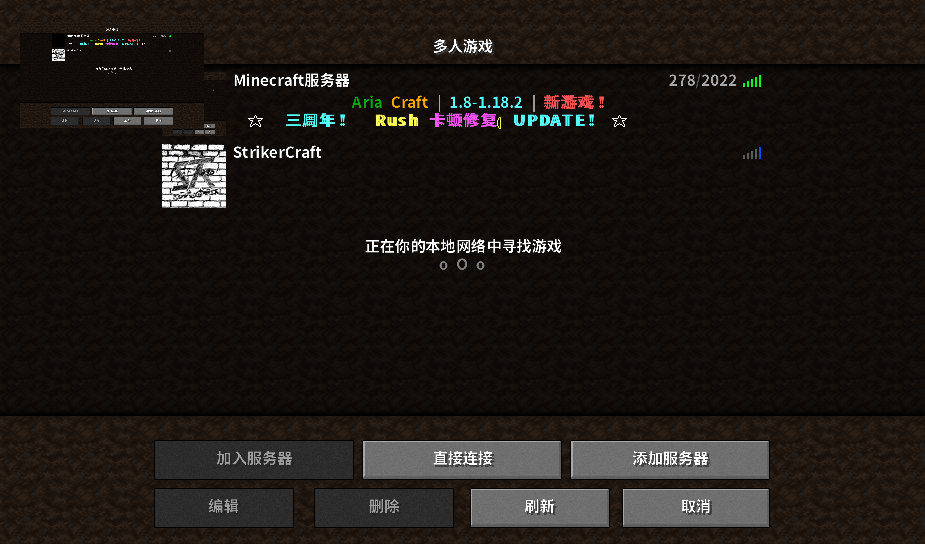 多人游戏
Minecraft服务器 278/2022
Aria Craft | 1.8-1.18.2 | 新游戏!
☆ 三周年! Rush 卡顿修复 UPDATE! ☆
StrikerCraft
正在你的本地网络中寻找游戏
o O o
加入服务器 直接连接 添加服务器
编辑 删除 刷新 取消